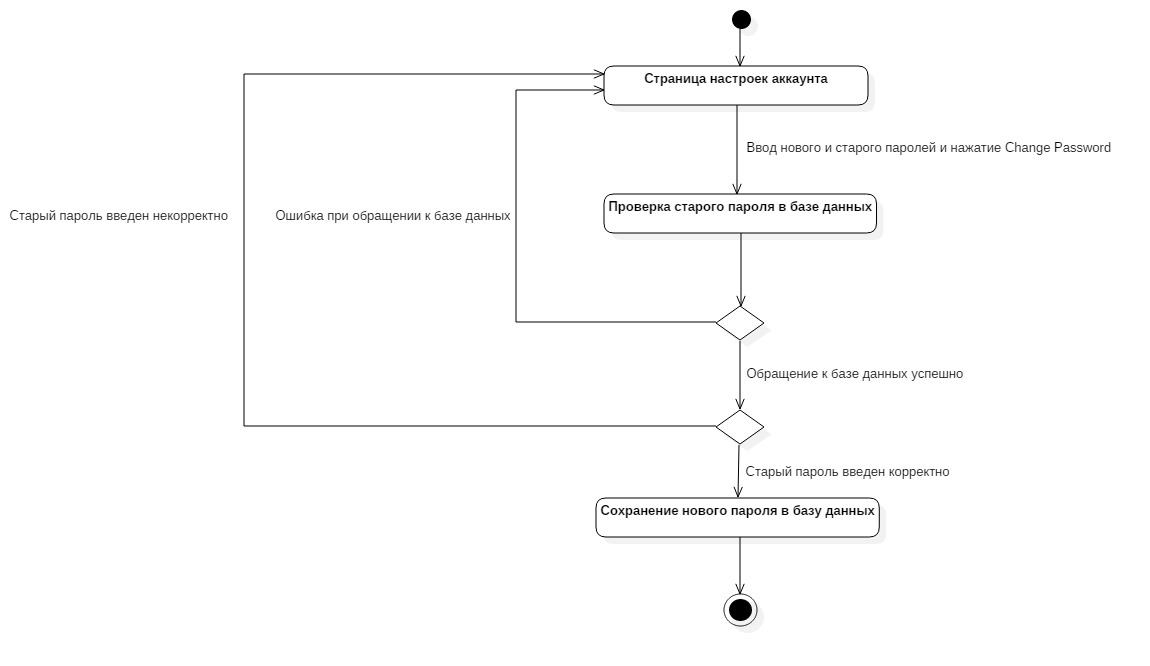 Страница настроек аккаунта
Ввод нового и старого паролей и нажатие Change Password
Проверка старого пароля в базе данных
Старый пароль введен некорректно
Ошибка при обращении к базе данных
Обращение к базе данных успешно
Старый пароль введен корректно
Сохранение нового пароля в базу данных